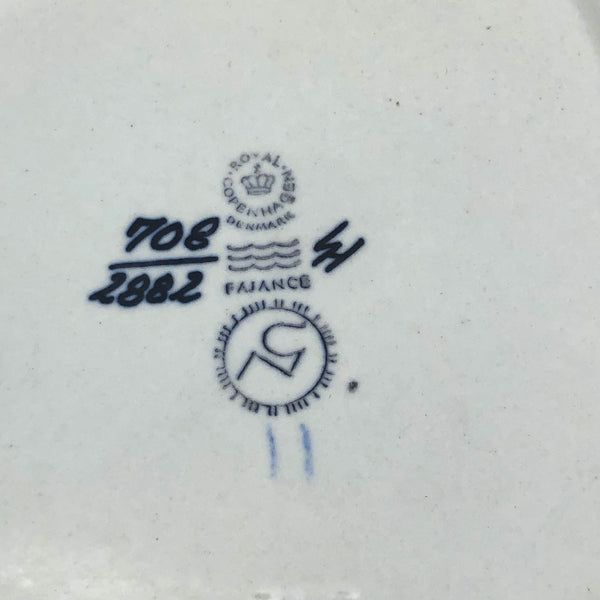 ROYAL COPENHAGEN
DENMARK
708
2882
FAJANCE